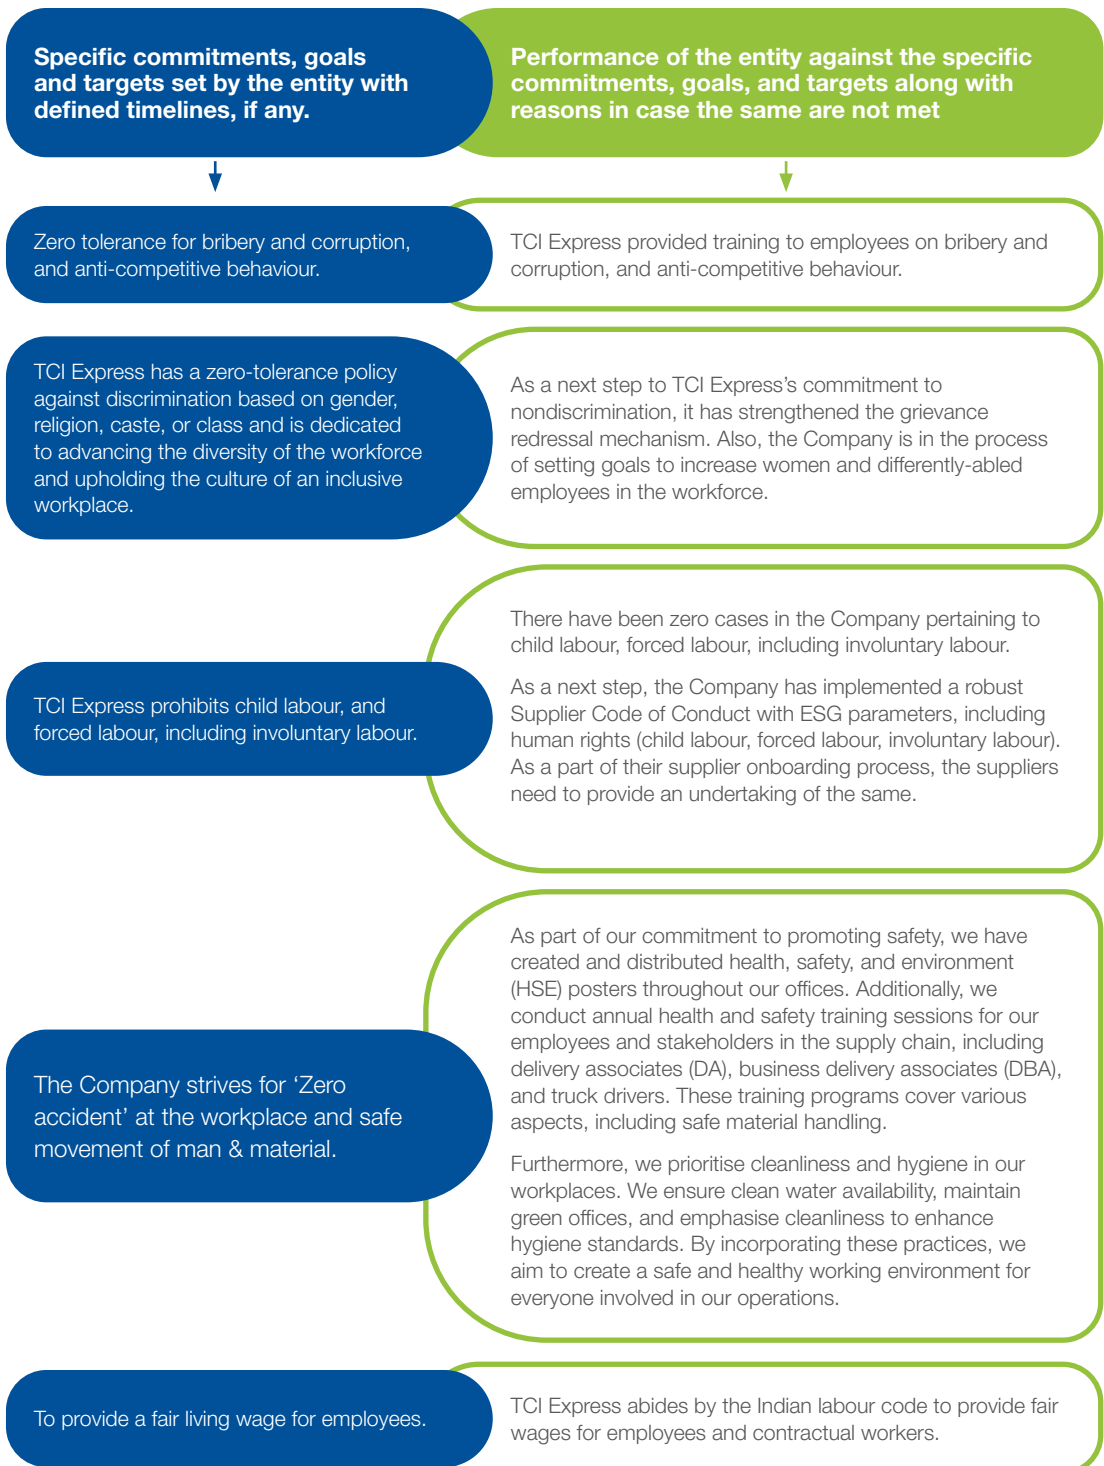 Specific commitments, goals
and targets set by the entity with
defined timelines, if any.
Performance of the entity against the specific
commitments, goals, and targets along with
reasons in case the same are not met
Zero tolerance for bribery and corruption,
and anti-competitive behaviour.
TCI Express provided training to employees on bribery and
corruption, and anti-competitive behaviour.
TCI Express has a zero-tolerance policy
against discrimination based on gender,
religion, caste, or class and is dedicated
to advancing the diversity of the workforce
and upholding the culture of an inclusive
workplace.
As a next step to TCI Express’s commitment to
nondiscrimination, it has strengthened the grievance
redressal mechanism. Also, the Company is in the process
of setting goals to increase women and differently-abled
employees in the workforce.
TCI Express prohibits child labour, and
forced labour, including involuntary labour.
There have been zero cases in the Company pertaining to
child labour, forced labour, including involuntary labour.
As a next step, the Company has implemented a robust
Supplier Code of Conduct with ESG parameters, including
human rights (child labour, forced labour, involuntary labour).
As a part of their supplier onboarding process, the suppliers
need to provide an undertaking of the same.
The Company strives for ‘Zero
accident’ at the workplace and safe
movement of man & material.
As part of our commitment to promoting safety, we have
created and distributed health, safety, and environment
(HSE) posters throughout our offices. Additionally, we
conduct annual health and safety training sessions for our
employees and stakeholders in the supply chain, including
delivery associates (DA), business delivery associates (DBA),
and truck drivers. These training programs cover various
aspects, including safe material handling.
Furthermore, we prioritise cleanliness and hygiene in our
workplaces. We ensure clean water availability, maintain
green offices, and emphasise cleanliness to enhance
hygiene standards. By incorporating these practices, we
aim to create a safe and healthy working environment for
everyone involved in our operations.
To provide a fair living wage for employees.
TCI Express abides by the Indian labour code to provide fair
wages for employees and contractual workers.